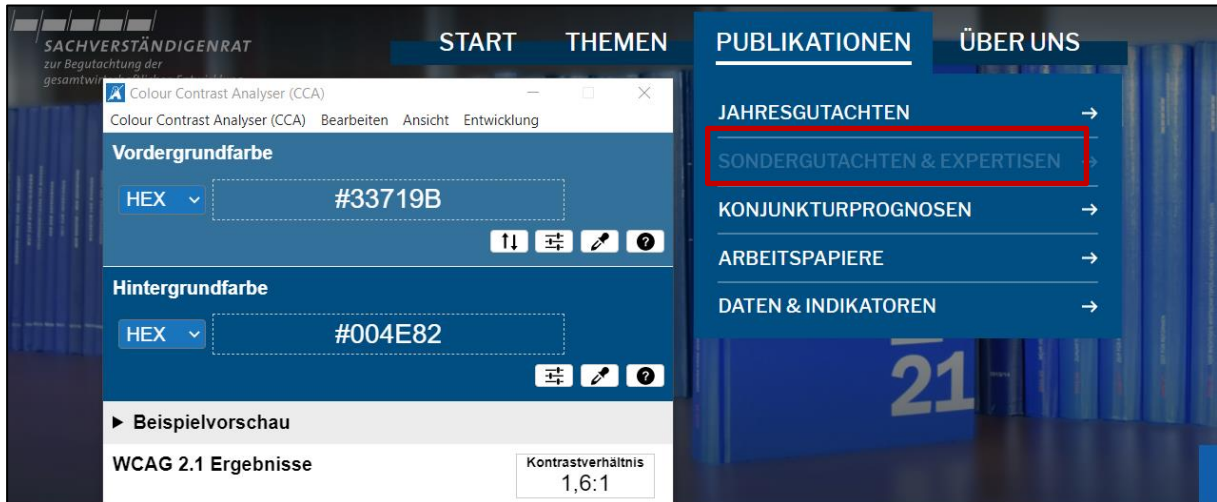 SACHVERSTÄNDIGENRAT
zur Begutachtung der
START THEMEN PUBLIKATIONEN ÜBER UNS
JAHRESGUTACHTEN →
SONDERGUTACHTEN & EXPERTISEN →
KONJUNKTURPROGNOSEN →
ARBEITSPAPIERE →
DATEN & INDIKATOREN →
Colour Contrast Analyser (CCA)
Colour Contrast Analyser (CCA) Bearbeiten Ansicht Entwicklung
Vordergrundfarbe
HEX #33719B
Hintergrundfarbe
HEX #004E82
Beispielvorschau
WCAG 2.1 Ergebnisse
Kontrastverhältnis
1,6:1
21